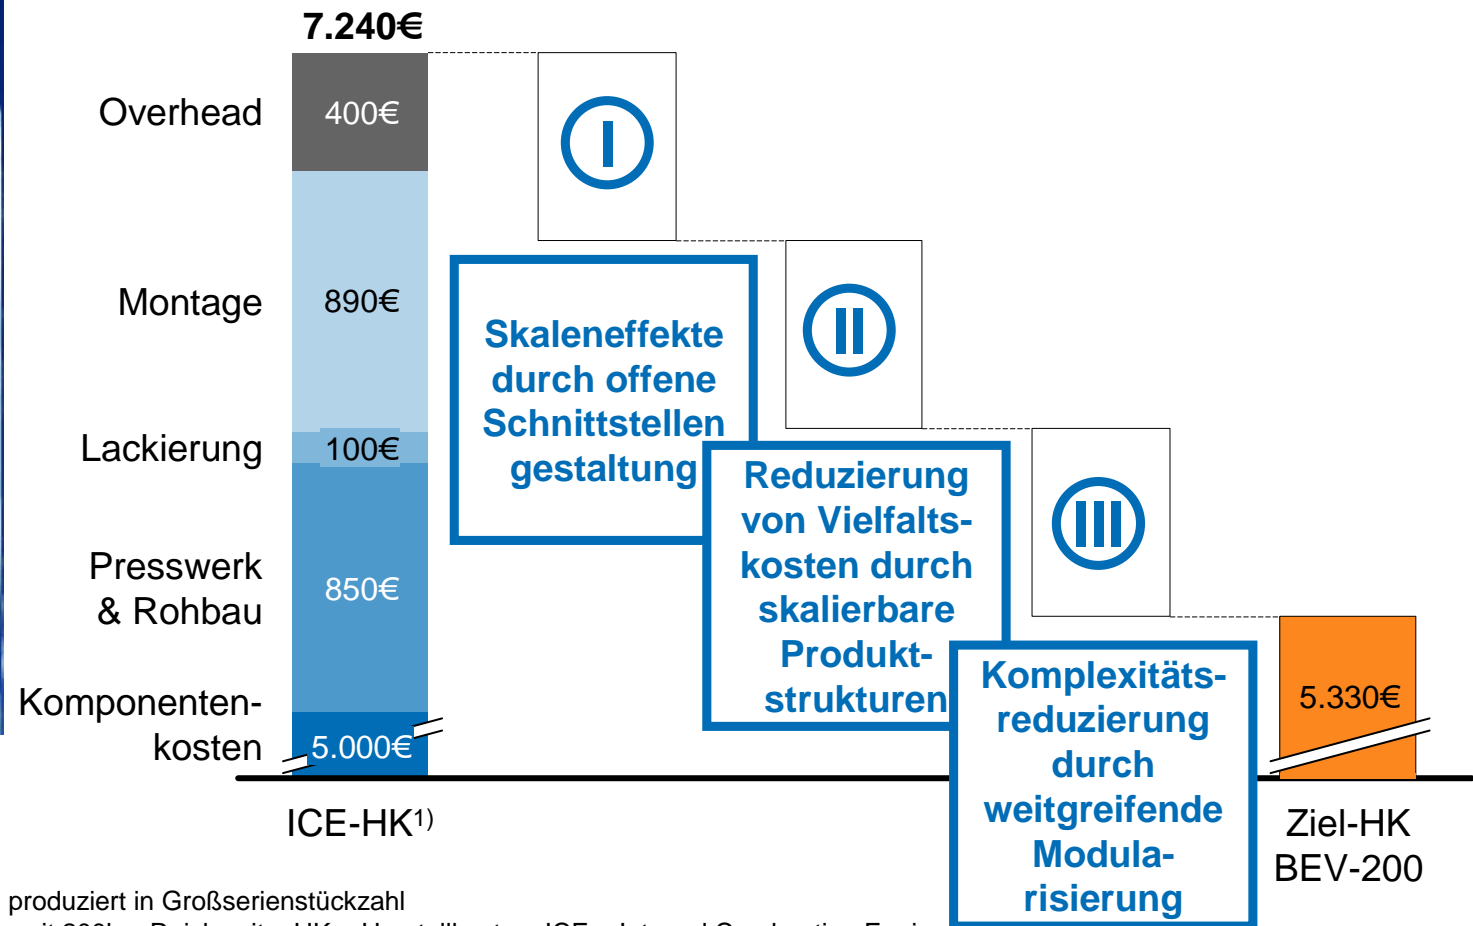 7.240€
Overhead
400€
I
Montage
890€
II
Skaleneffekte
durch offene
Schnittstellen
gestaltung
Lackierung
100€
Reduzierung
von Vielfalts-
kosten durch
skalierbare
Produkt-
strukturen
III
Presswerk
& Rohbau
850€
Komponenten-
kosten
5.000€
Komplexitäts-
reduzierung
durch
weitgreifende
Modula-
risierung
5.330€
ICE-HK1)
Ziel-HK
BEV-200
produziert in Großserienstückzahl